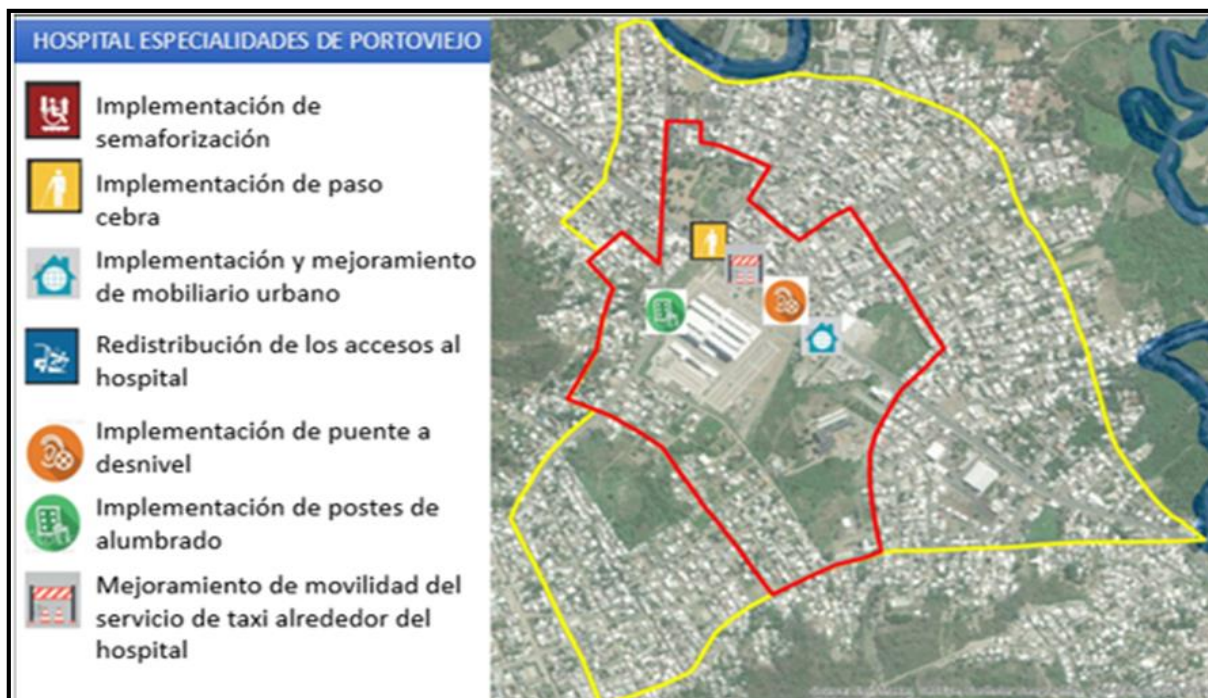 HOSPITAL ESPECIALIDADES DE PORTOVIEJO
Implementación de
semaforización
Implementación de paso
cebra
Implementación y mejoramiento
de mobiliario urbano
Redistribución de los accesos al
hospital
Implementación de puente a
desnivel
Implementación de postes de
alumbrado
Mejoramiento de movilidad del
servicio de taxi alrededor del
hospital